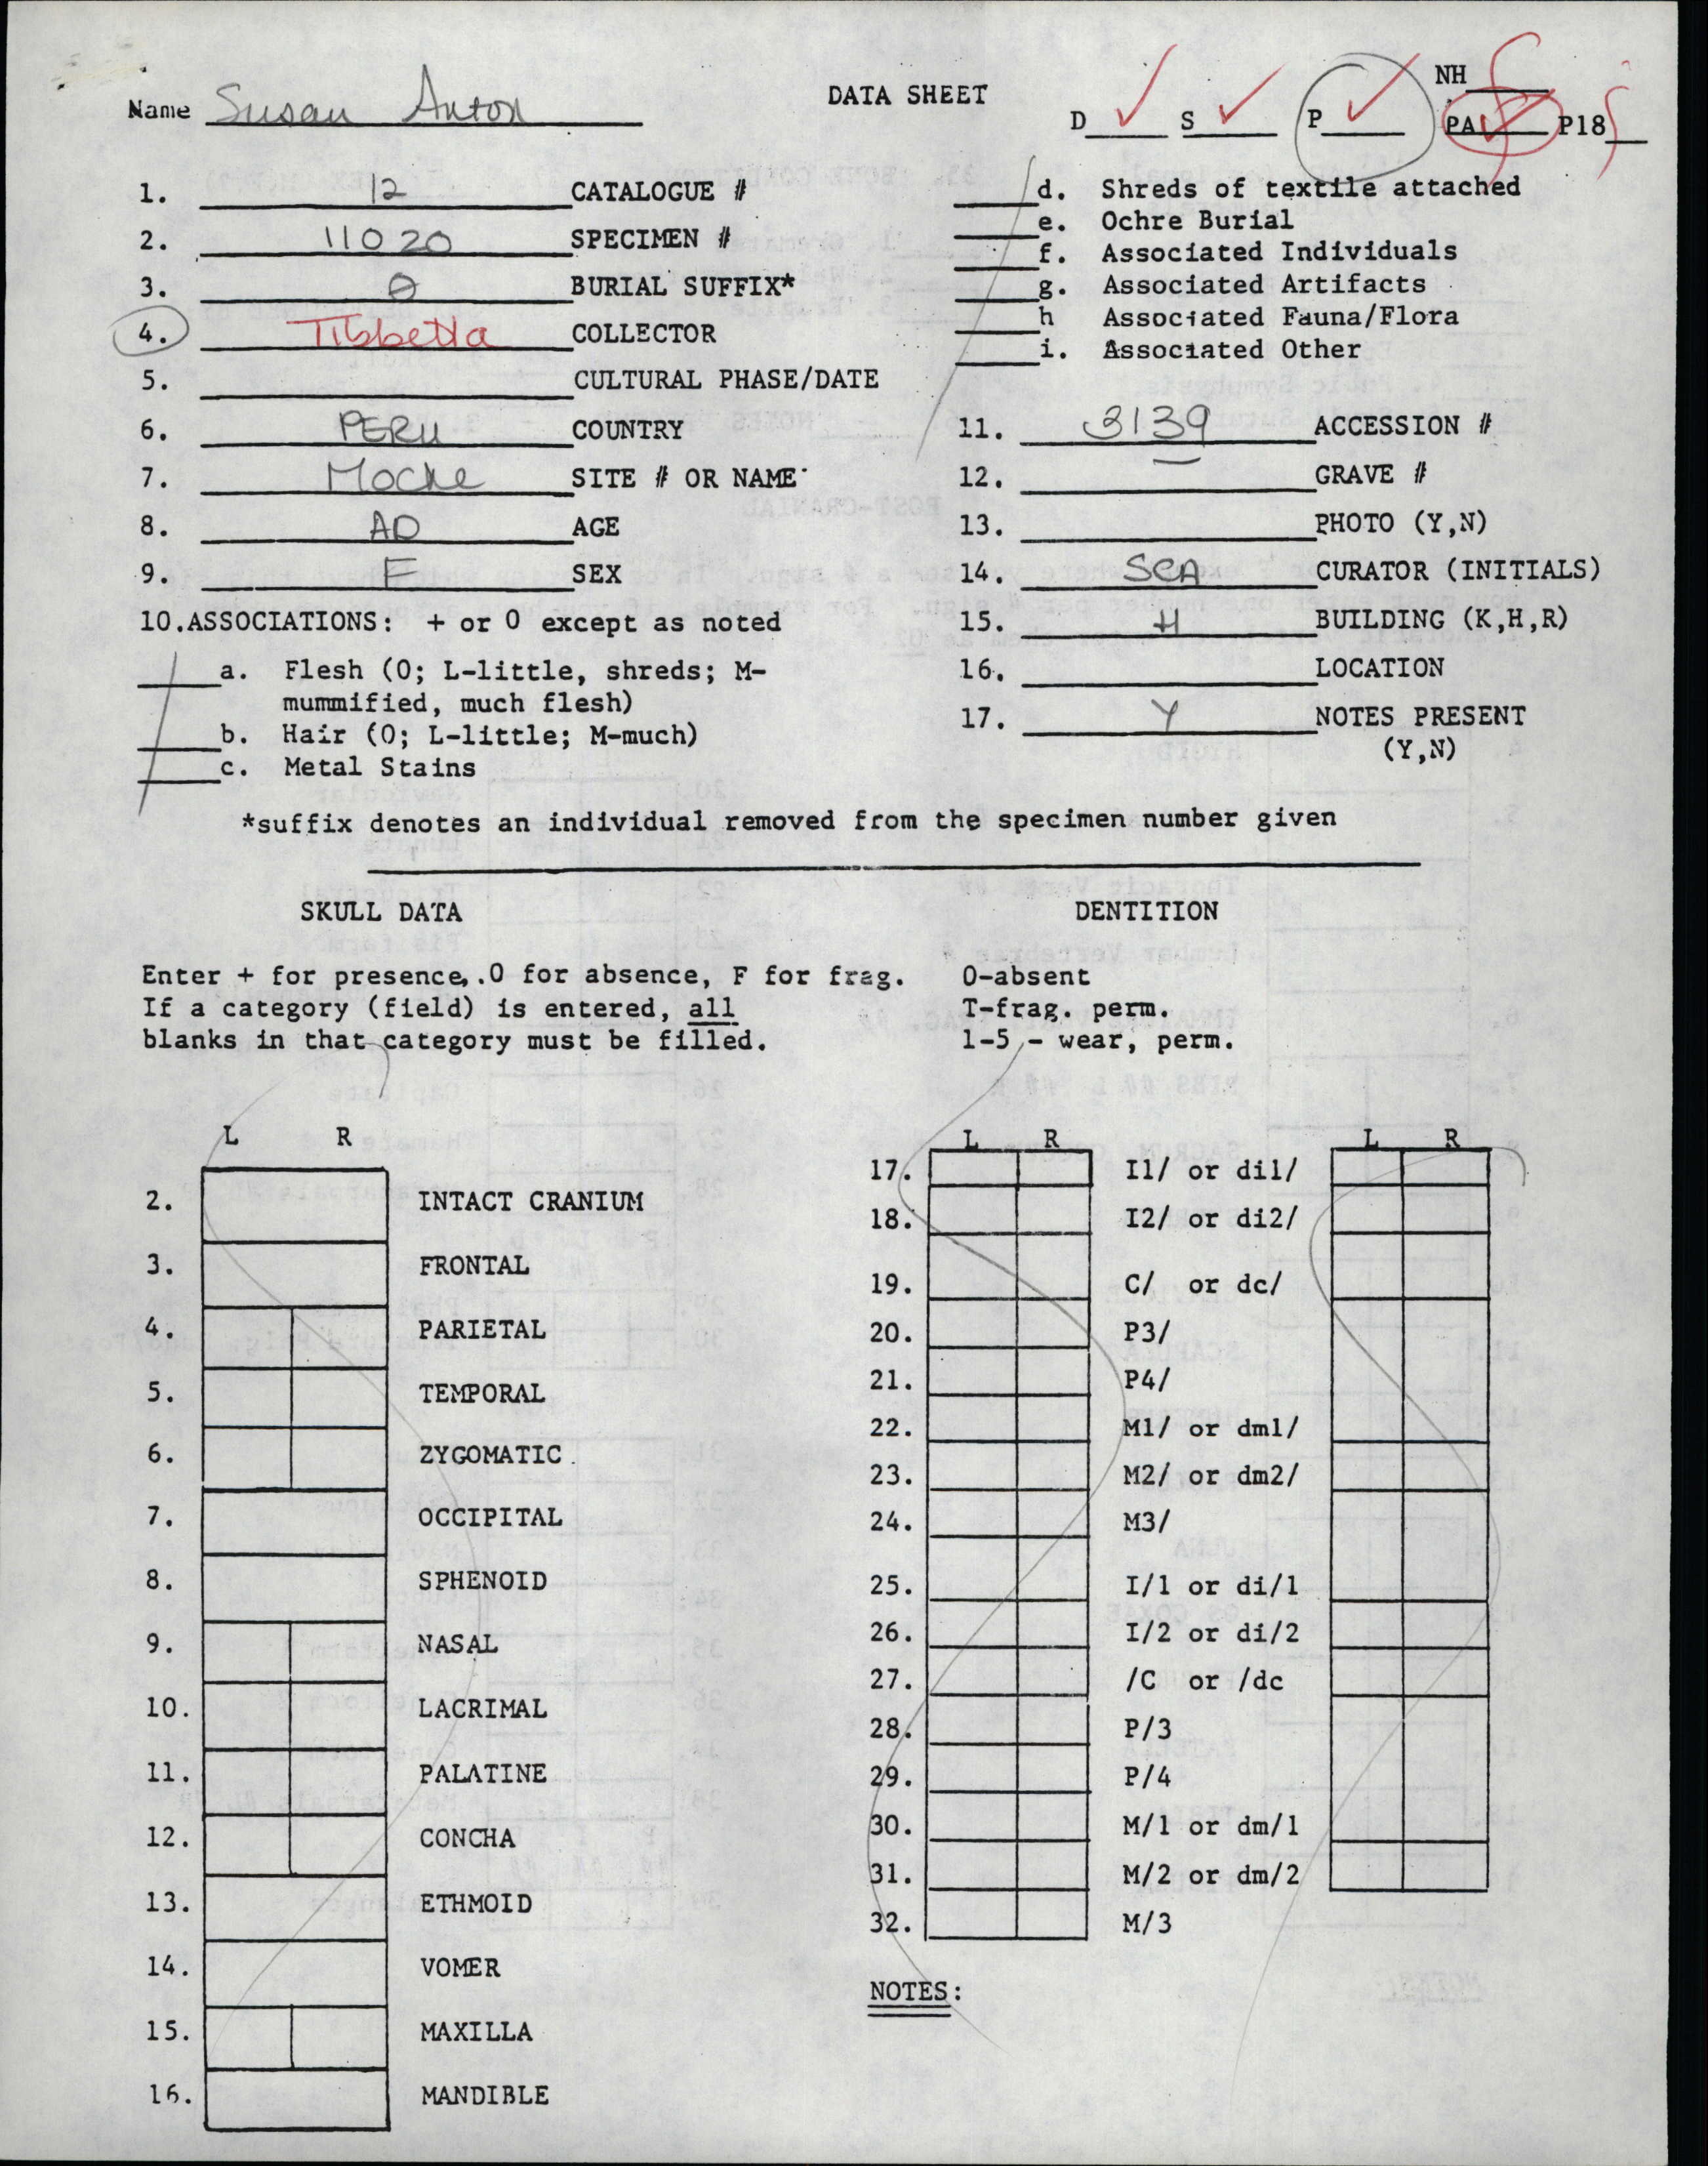 Name Susan Anton
DATA SHEET
NH
D S P PA P18
1. 12 CATALOGUE #
2. 11020 SPECIMEN #
3. 0 BURIAL SUFFIX*
4. Tibbetta COLLECTOR
5. CULTURAL PHASE/DATE
6. PERU COUNTRY
7. Moche SITE # OR NAME
8. AD AGE
9. F SEX
10.ASSOCIATIONS: + or 0 except as noted
a. Flesh (0; L-little, shreds; M-
mummified, much flesh)
b. Hair (0; L-little; M-much)
c. Metal Stains
d. Shreds of textile attached
e. Ochre Burial
f. Associated Individuals
g. Associated Artifacts
h Associated Fauna/Flora
i. Associated Other
11. 3139 ACCESSION #
12. — GRAVE #
13. PHOTO (Y,N)
14. SCA CURATOR (INITIALS)
15. H BUILDING (K,H,R)
16. LOCATION
17. Y NOTES PRESENT
(Y,N)
*suffix denotes an individual removed from the specimen number given
SKULL DATA
Enter + for presence, .0 for absence, F for frag.
If a category (field) is entered, all
blanks in that category must be filled.
L R
2. INTACT CRANIUM
3. FRONTAL
4. PARIETAL
5. TEMPORAL
6. ZYGOMATIC
7. OCCIPITAL
8. SPHENOID
9. NASAL
10. LACRIMAL
11. PALATINE
12. CONCHA
13. ETHMOID
14. VOMER
15. MAXILLA
16. MANDIBLE
DENTITION
0-absent
T-frag. perm.
1-5 - wear, perm.
L R L R
17. I1/ or di1/
18. I2/ or di2/
19. C/ or dc/
20. P3/
21. P4/
22. M1/ or dm1/
23. M2/ or dm2/
24. M3/
25. I/1 or di/1
26. I/2 or di/2
27. /C or /dc
28. P/3
29. P/4
30. M/1 or dm/1
31. M/2 or dm/2
32. M/3
NOTES: